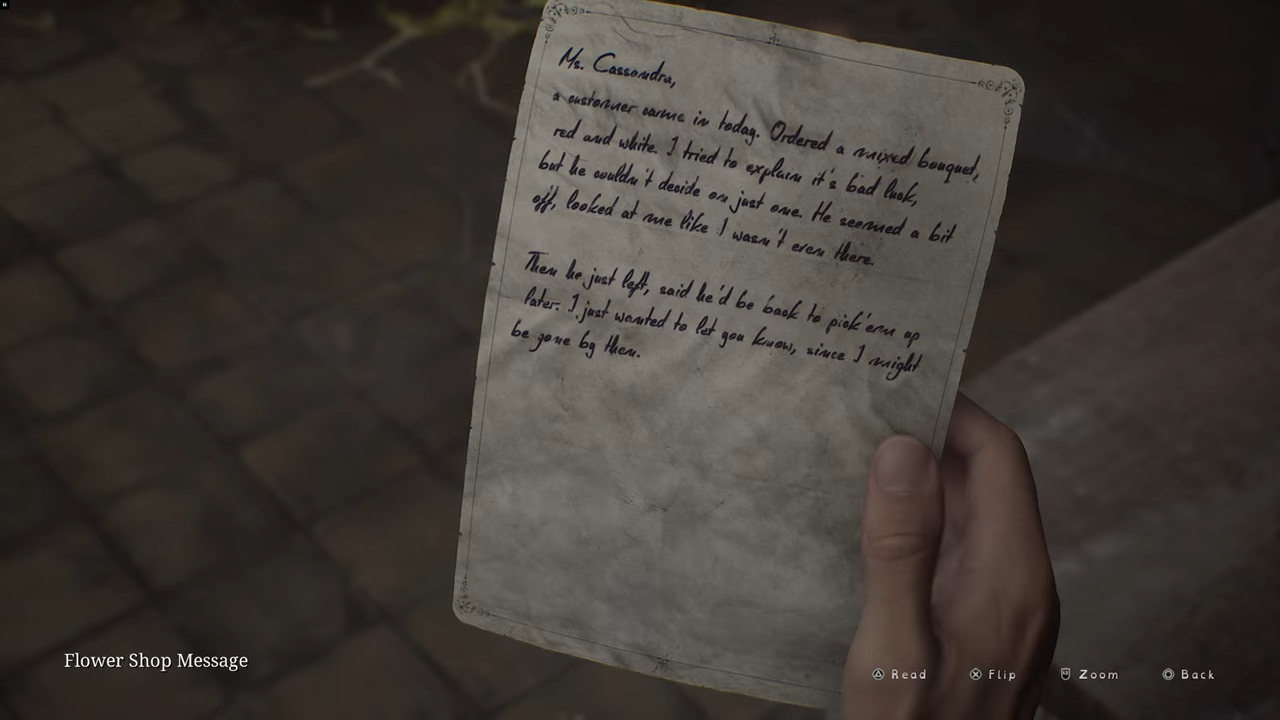 Ms. Cassandra,
a customer came in today. Ordered a mixed bouquet,
red and white. I tried to explain it's bad luck,
but he couldn't decide on just one. He seemed a bit
off, looked at me like I wasn't even there.
Then he just left, said he'd be back to pick'em up
later. I just wanted to let you know, since I might
be gone by then.
Flower Shop Message
Read Flip Zoom Back